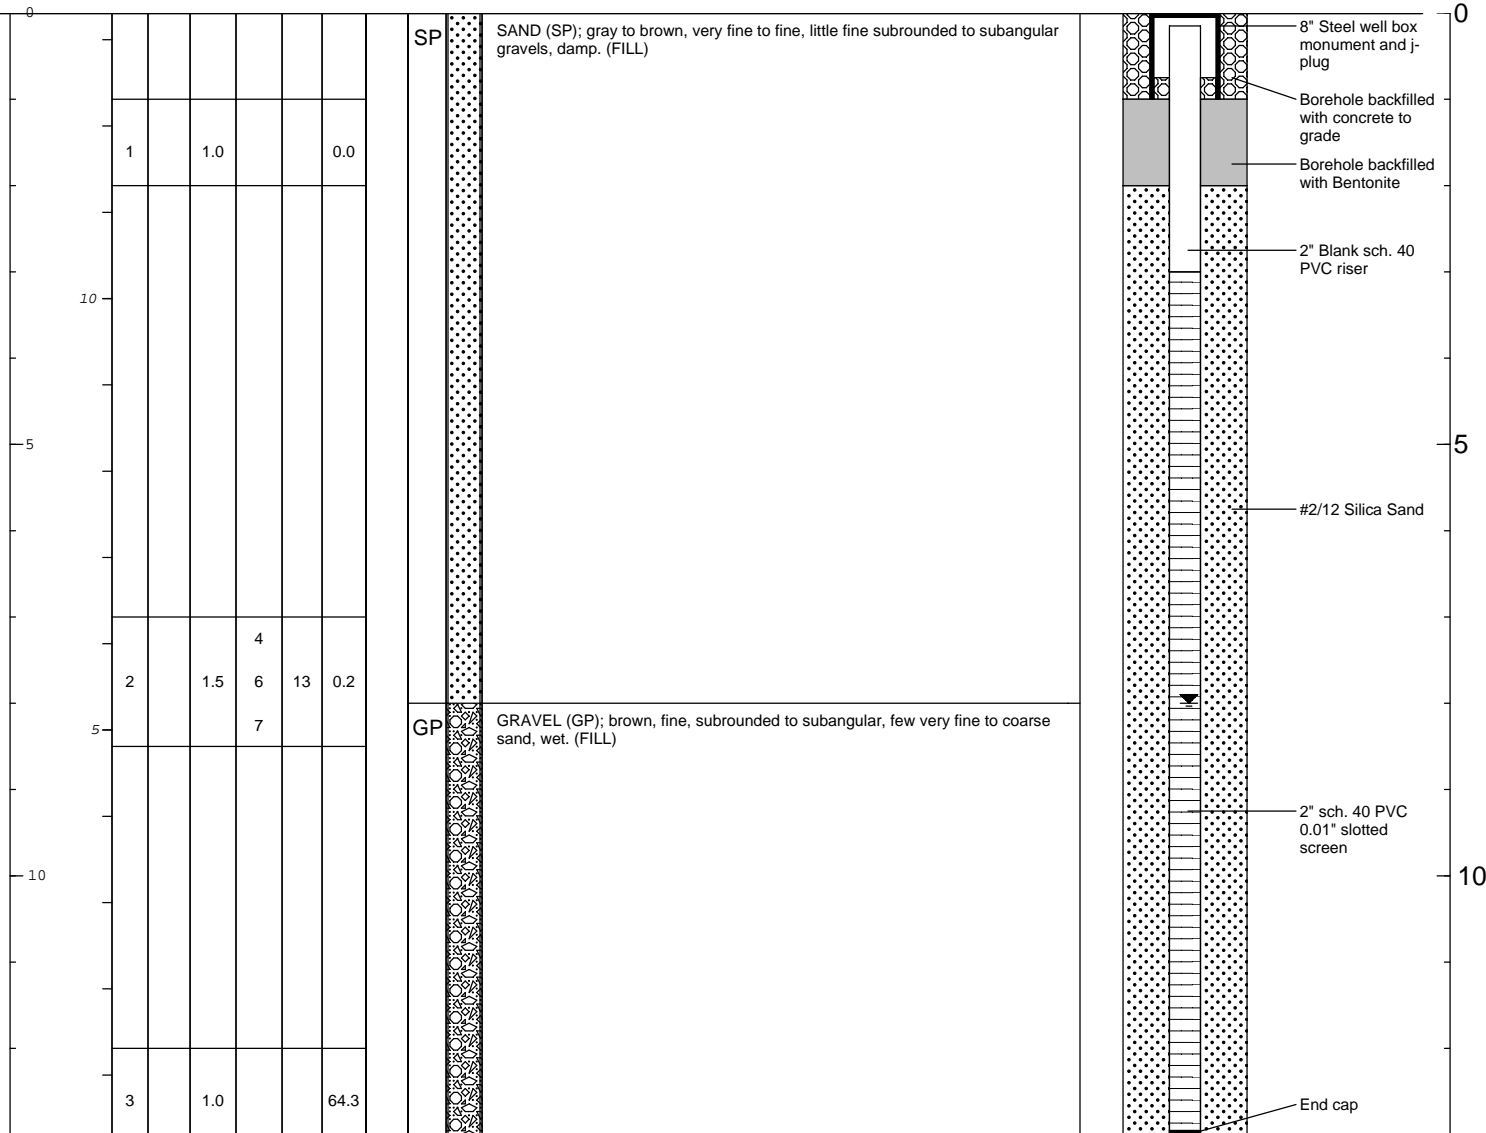 0
SP
SAND (SP); gray to brown, very fine to fine, little fine subrounded to subangular
gravels, damp. (FILL)
8" Steel well box
monument and j-
plug
0
Borehole backfilled
with concrete to
grade
1 1.0 0.0
Borehole backfilled
with Bentonite
2" Blank sch. 40
PVC riser
10
5
5
#2/12 Silica Sand
4
2 1.5 6 13 0.2
7
5
GP
GRAVEL (GP); brown, fine, subrounded to subangular, few very fine to coarse
sand, wet. (FILL)
2" sch. 40 PVC
0.01" slotted
screen
10
10
3 1.0 64.3
End cap